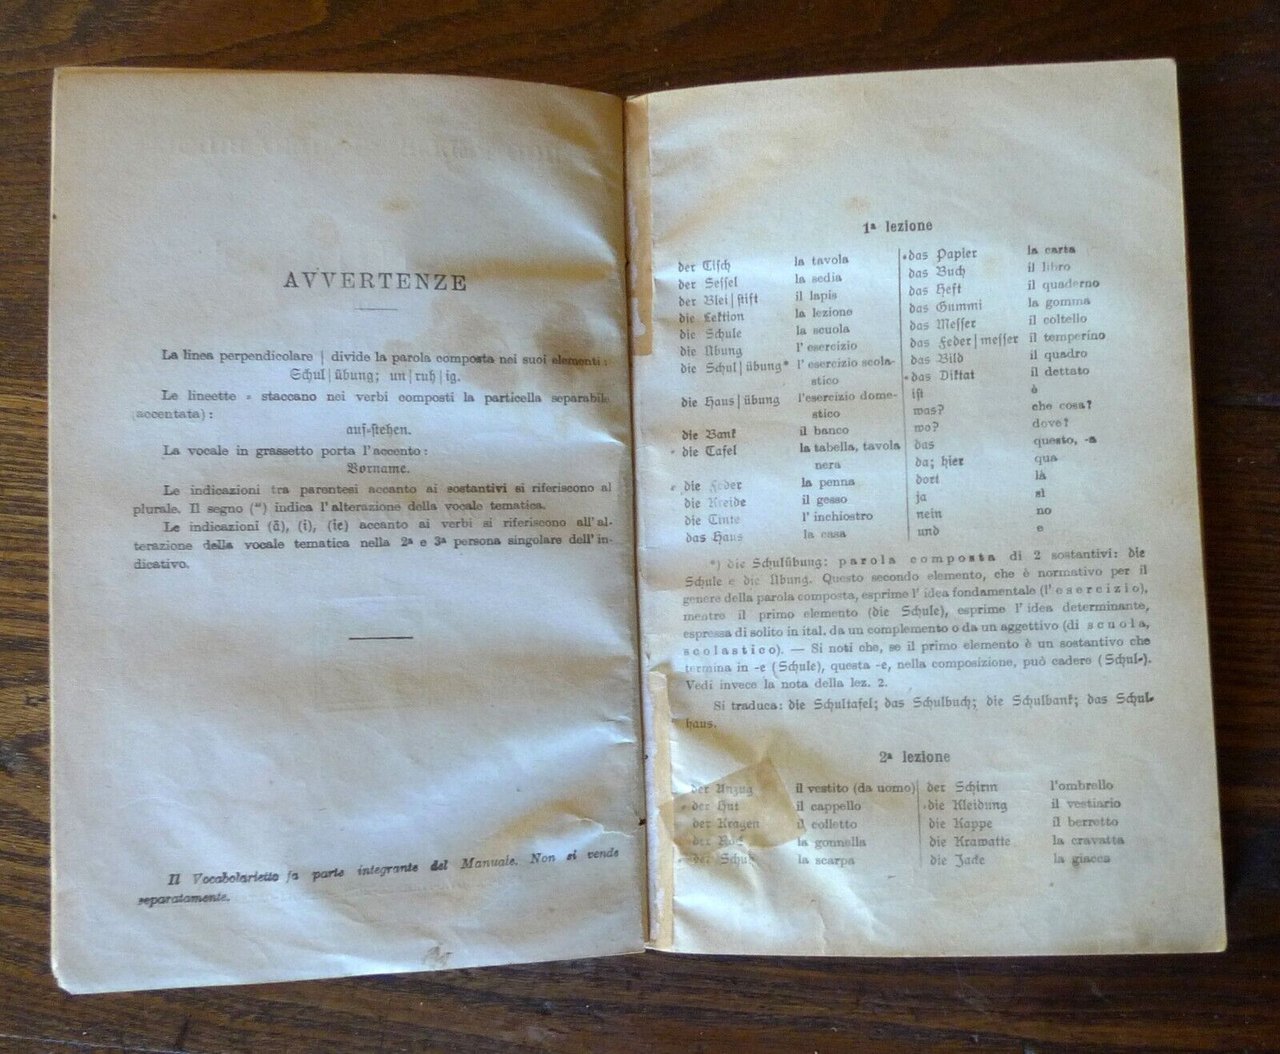 AVVERTENZE
La linea perpendicolare | divide la parola composta nei suoi elementi:
Schul|übung; un|ruh|ig.
Le lineette - staccano nei verbi composti la particella separabile
accentata):
auf-stehen.
La vocale in grassetto porta l'accento:
Vorname.
Le indicazioni tra parentesi accanto ai sostantivi si riferiscono al
plurale. Il segno (") indica l'alterazione della vocale tematica.
Le indicazioni (ä), (i), (ie) accanto ai verbi si riferiscono all'al-
terazione della vocale tematica nella 2ª e 3ª persona singolare dell'in-
dicativo.
Il Vocabolarietto fa parte integrante del Manuale. Non si vende
separatamente.
1ª lezione
der Tisch la tavola
der Sessel la sedia
der Blei|stift il lapis
die Lektion la lezione
die Schule la scuola
die Übung l'esercizio
die Schul|übung* l'esercizio scola-
stico
die Haus|übung l'esercizio dome-
stico
die Bank il banco
die Tafel la tabella, tavola
nera
die Feder la penna
die Kreide il gesso
die Tinte l'inchiostro
das Haus la casa
das Papier la carta
das Buch il libro
das Heft il quaderno
das Gummi la gomma
das Messer il coltello
das Feder|messer il temperino
das Bild il quadro
das Diktat il dettato
ist è
was? che cosa?
wo? dove?
das questo, -a
da; hier qua
dort là
ja sì
nein no
und e
*) die Schulübung: parola composta di 2 sostantivi: die
Schule e die Übung. Questo secondo elemento, che è normativo per il
genere della parola composta, esprime l'idea fondamentale (l'esercizio),
mentre il primo elemento (die Schule), esprime l'idea determinante,
espressa di solito in ital. da un complemento o da un aggettivo (di scuola,
scolastico). — Si noti che, se il primo elemento è un sostantivo che
termina in -e (Schule), questa -e, nella composizione, può cadere (Schul-).
Vedi invece la nota della lez. 2.
Si traduca: die Schultafel; das Schulbuch; die Schulbank; das Schul-
haus.
2ª lezione
der Anzug il vestito (da uomo)
der Hut il cappello
der Kragen il colletto
der Rock la gonnella
der Schuh la scarpa
der Schirm l'ombrello
die Kleidung il vestiario
die Kappe il berretto
die Krawatte la cravatta
die Jacke la giacca